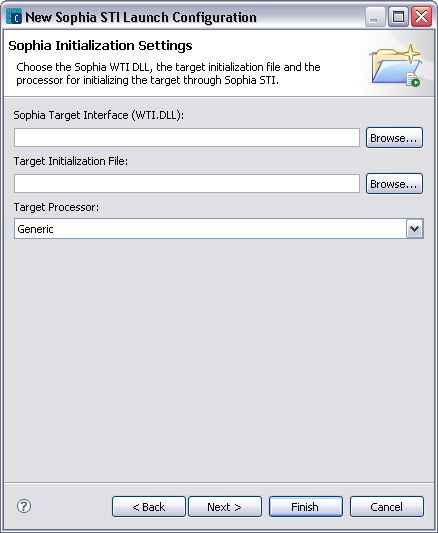 New Sophia STI Launch Configuration
Sophia Initialization Settings
Choose the Sophia WTI DLL, the target initialization file and the
processor for initializing the target through Sophia STI.
Sophia Target Interface (WTI.DLL):
Browse...
Target Initialization File:
Browse...
Target Processor:
Generic
? < Back Next > Finish Cancel